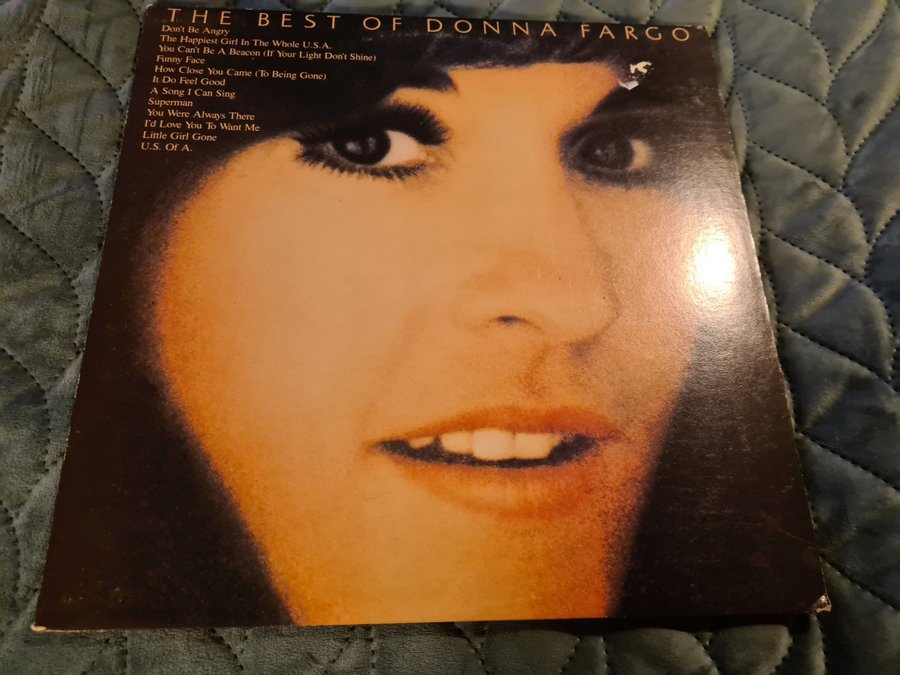 THE BEST OF DONNA FARGO
Don't Be Angry
The Happiest Girl In The Whole U.S.A.
You Can't Be A Beacon (If Your Light Don't Shine)
Funny Face
How Close You Came (To Being Gone)
It Do Feel Good
A Song I Can Sing
Superman
You Were Always There
I'd Love You To Want Me
Little Girl Gone
U.S. Of A.